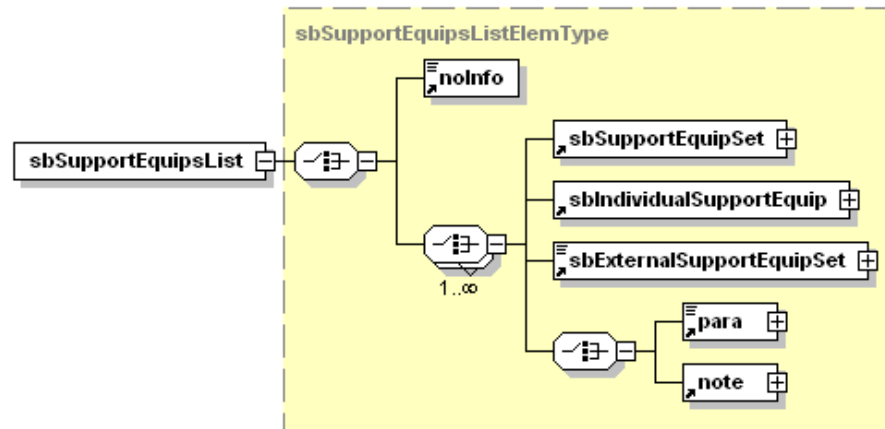 sbSupportEquipsListElemType
noInfo
sbSupportEquipSet
sbSupportEquipsList
sbIndividualSupportEquip
sbExternalSupportEquipSet
1..∞
para
note